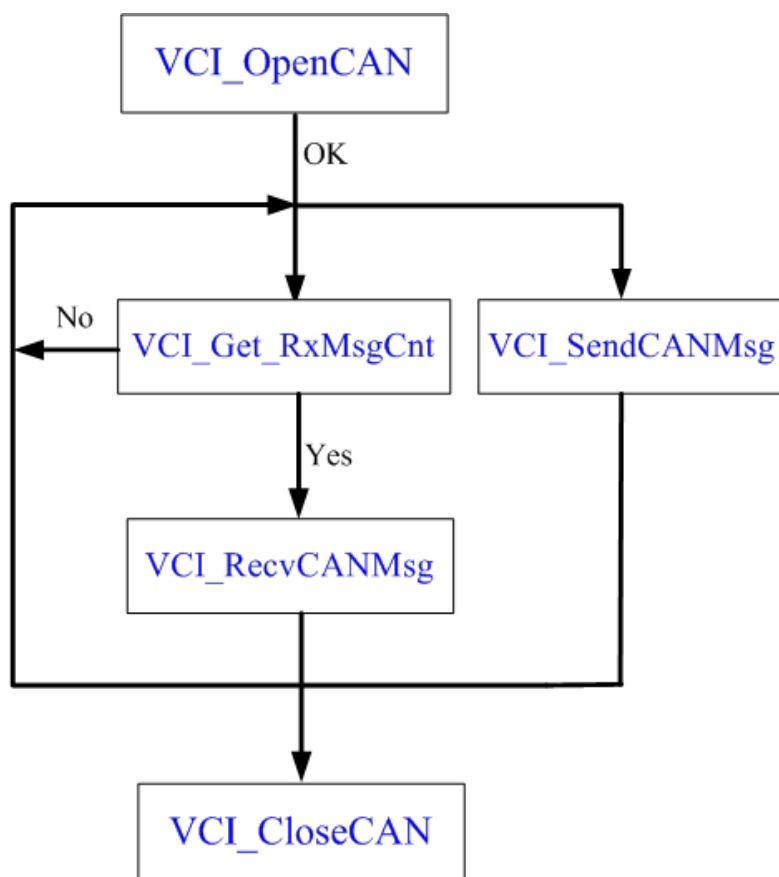 VCI_OpenCAN
OK
No
VCI_Get_RxMsgCnt
VCI_SendCANMsg
Yes
VCI_RecvCANMsg
VCI_CloseCAN